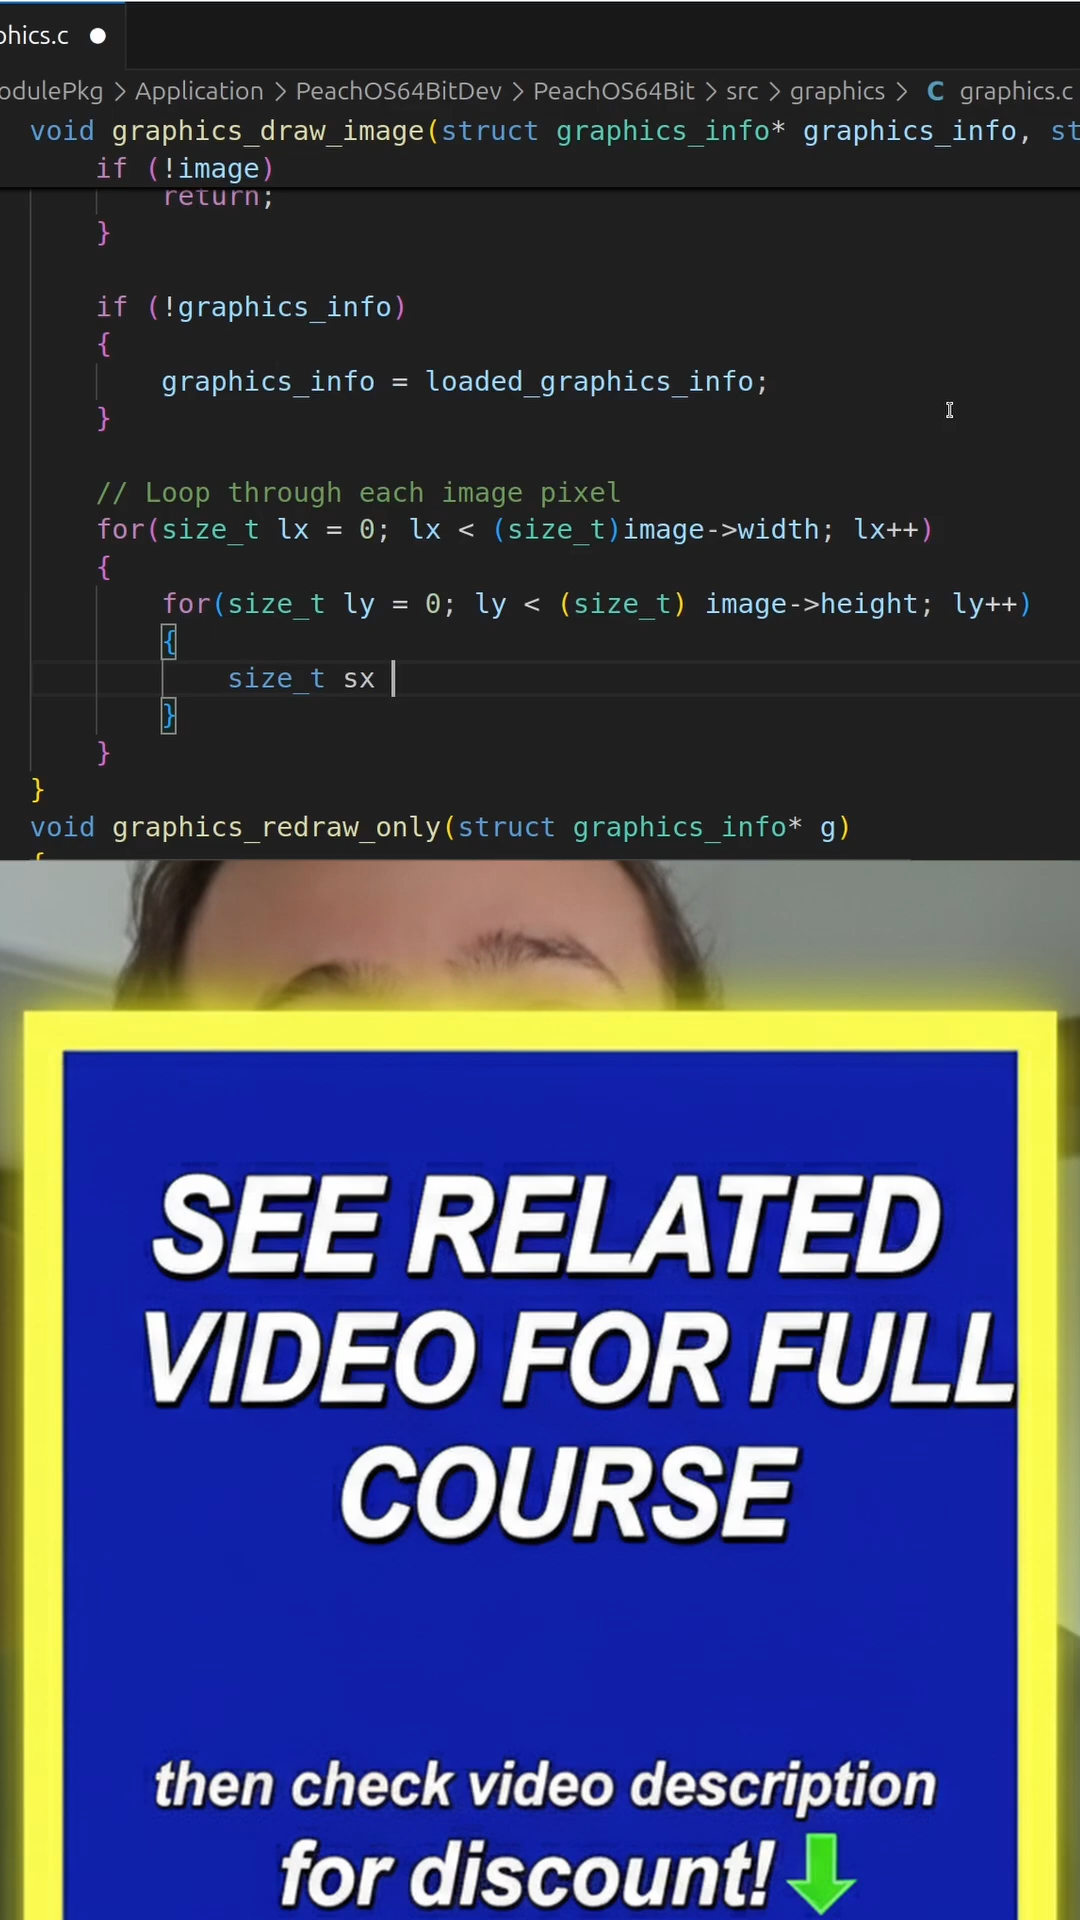 phics.c
odulePkg > Application > PeachOS64BitDev > PeachOS64Bit > src > graphics > C graphics.c
void graphics_draw_image(struct graphics_info* graphics_info, st
if (!image)
return;
}
if (!graphics_info)
{
graphics_info = loaded_graphics_info;
}
// Loop through each image pixel
for(size_t lx = 0; lx < (size_t)image->width; lx++)
{
for(size_t ly = 0; ly < (size_t) image->height; ly++)
{
size_t sx
}
}
}
void graphics_redraw_only(struct graphics_info* g)
{
SEE RELATED
VIDEO FOR FULL
COURSE
then check video description
for discount!